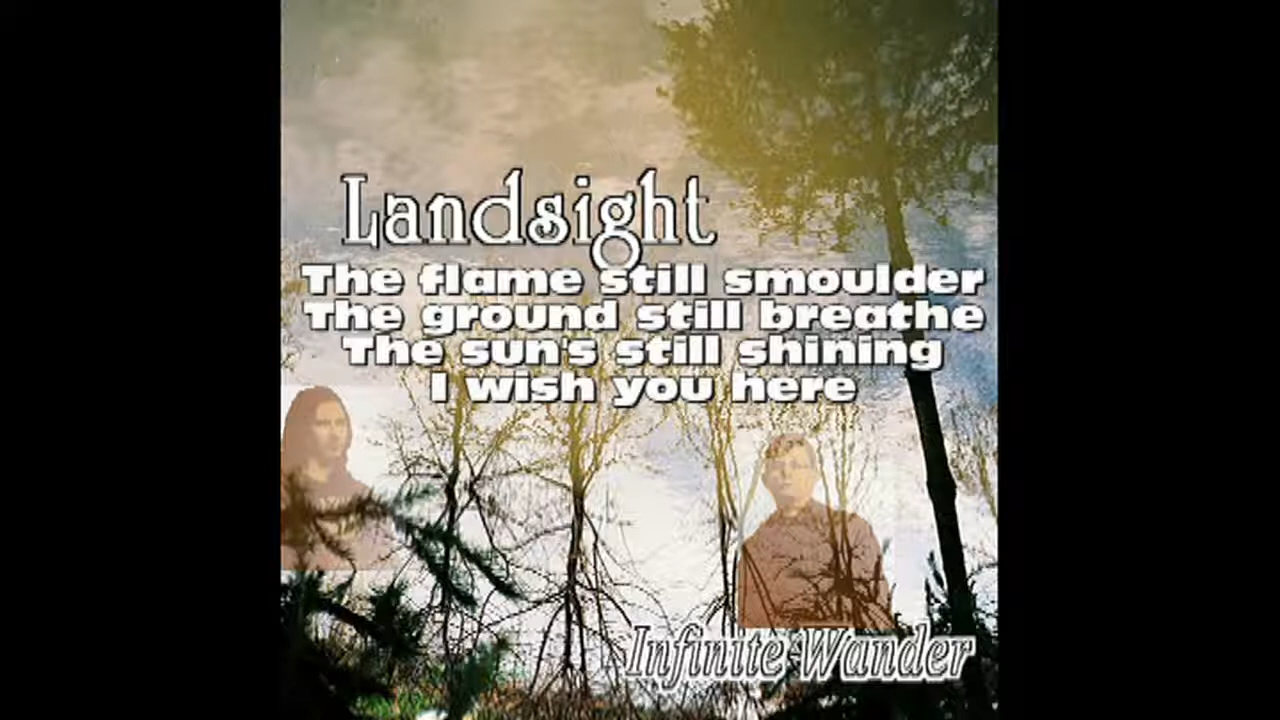 Landsight
The flame still smoulder
The ground still breathe
The sun's still shining
I wish you here
Infinite Wander